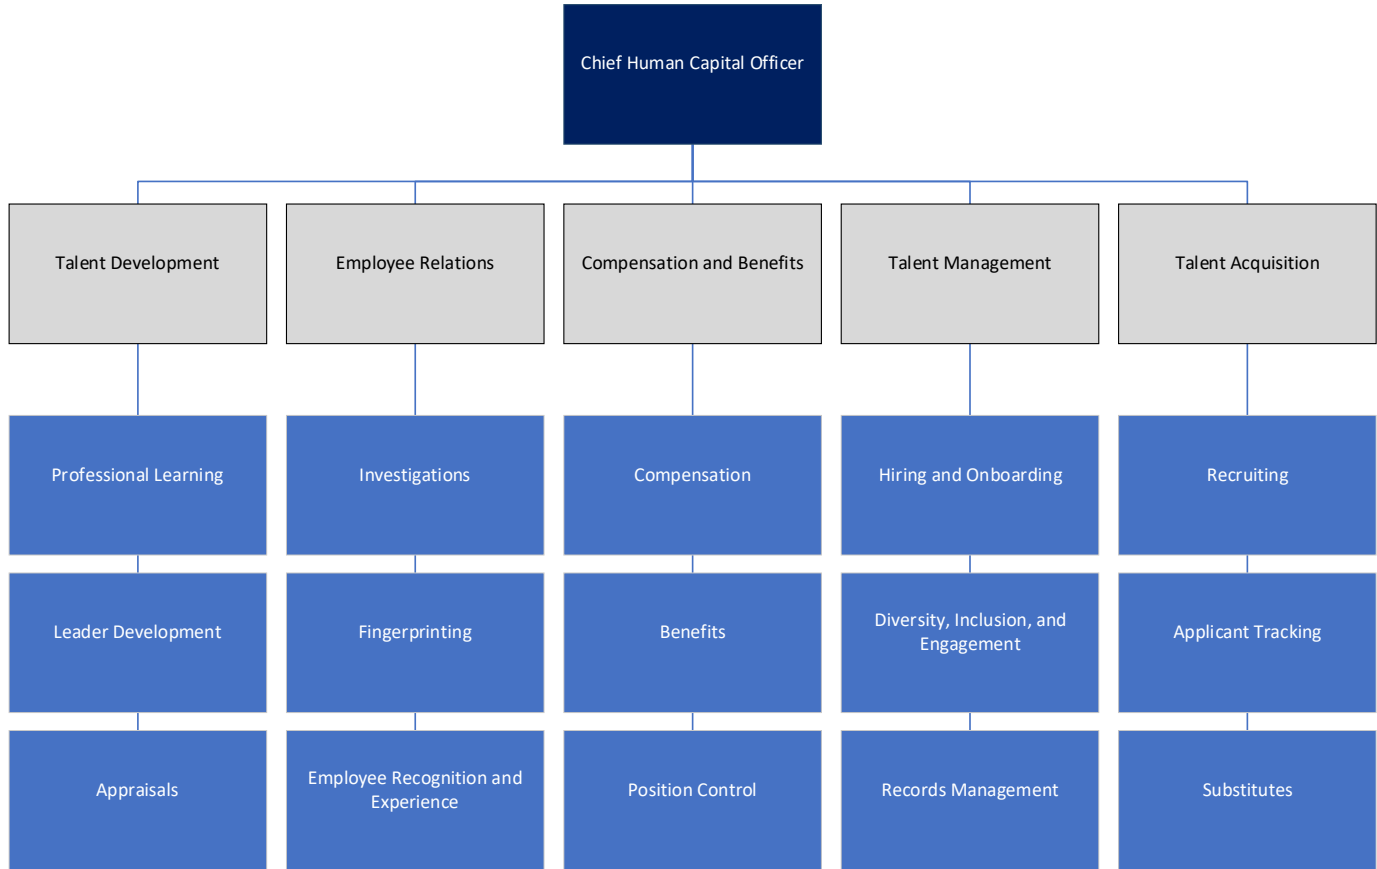 Chief Human Capital Officer
Talent Development
Employee Relations
Compensation and Benefits
Talent Management
Talent Acquisition
Professional Learning
Investigations
Compensation
Hiring and Onboarding
Recruiting
Leader Development
Fingerprinting
Benefits
Diversity, Inclusion, and
Engagement
Applicant Tracking
Appraisals
Employee Recognition and
Experience
Position Control
Records Management
Substitutes